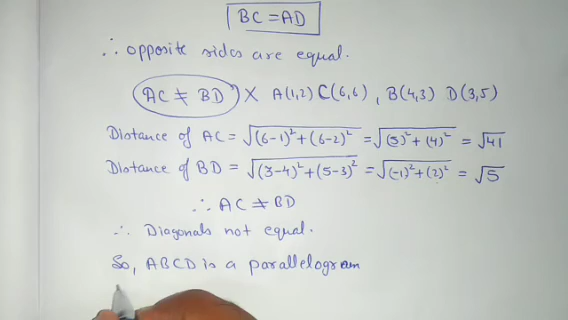 BC = AD
∴ opposite sides are equal.
AC ≠ BD X A(1,2) C(6,6), B(4,3) D(3,5)
Distance of AC = √(6-1)²+(6-2)² = √(5)²+(4)² = √41
Distance of BD = √(3-4)²+(5-3)² = √(-1)²+(2)² = √5
∴ AC ≠ BD
∴ Diagonals not equal.
So, ABCD is a parallelogram